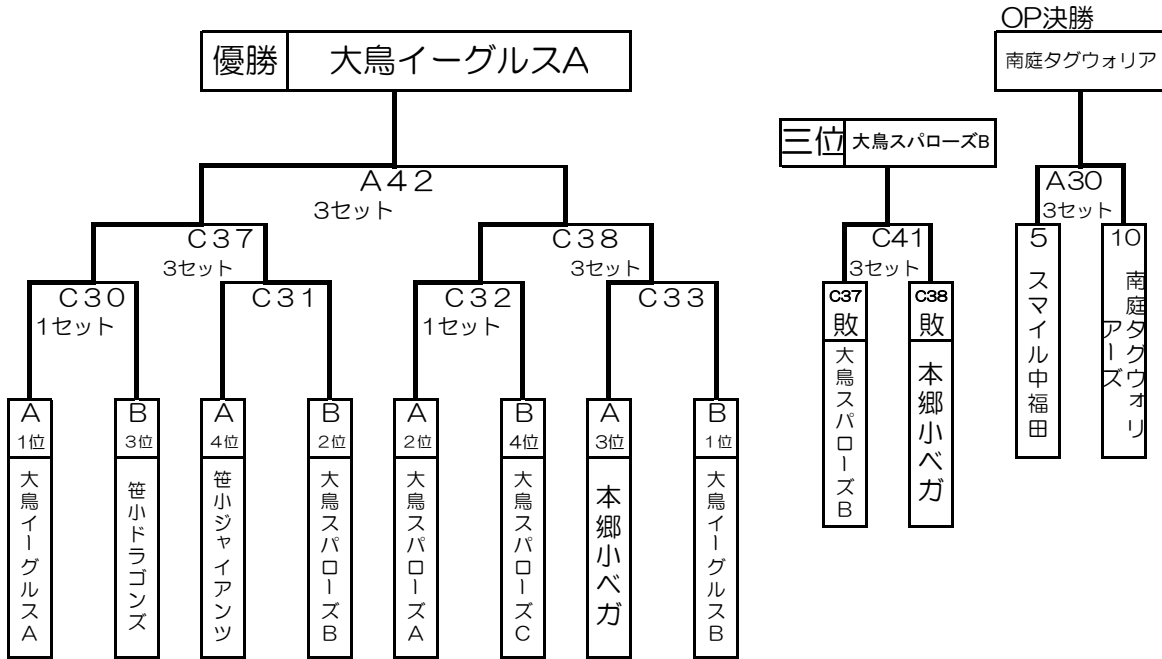 OP決勝
優勝 大鳥イーグルスA
南庭タグウォリア
三位 大鳥スパローズB
A42
3セット
A30
3セット
C37
3セット
C38
3セット
C41
3セット
5 スマイル中福田
10 南庭タグウォリアーズ
C30
1セット
C31
C32
1セット
C33
C37
敗
大鳥スパローズB
C38
敗
本郷小ベガ
A
1位
大鳥イーグルスA
B
3位
笹小ドラゴンズ
A
4位
笹小ジャイアンツ
B
2位
大鳥スパローズB
A
2位
大鳥スパローズA
B
4位
大鳥スパローズC
A
3位
本郷小ベガ
B
1位
大鳥イーグルスB